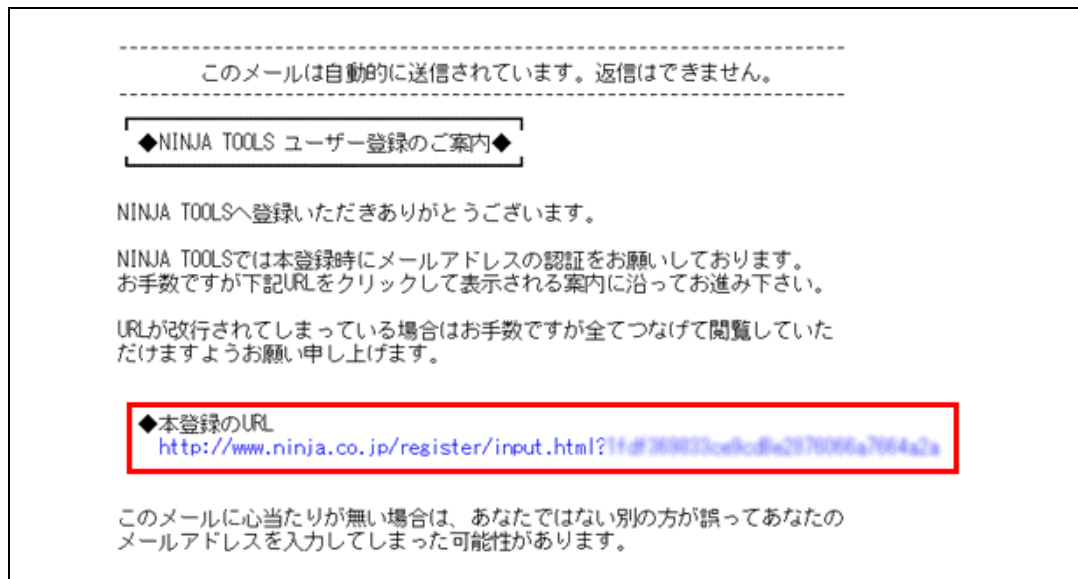 ----------------------------------------------------------------------
このメールは自動的に送信されています。返信はできません。
----------------------------------------------------------------------
◆NINJA TOOLS ユーザー登録のご案内◆
NINJA TOOLSへ登録いただきありがとうございます。
NINJA TOOLSでは本登録時にメールアドレスの認証をお願いしております。
お手数ですが下記URLをクリックして表示される案内に沿ってお進み下さい。
URLが改行されてしまっている場合はお手数ですが全てつなげて閲覧していた
だけますようお願い申し上げます。
◆本登録のURL
http://www.ninja.co.jp/register/input.html?
このメールに心当たりが無い場合は、あなたではない別の方が誤ってあなたの
メールアドレスを入力してしまった可能性があります。